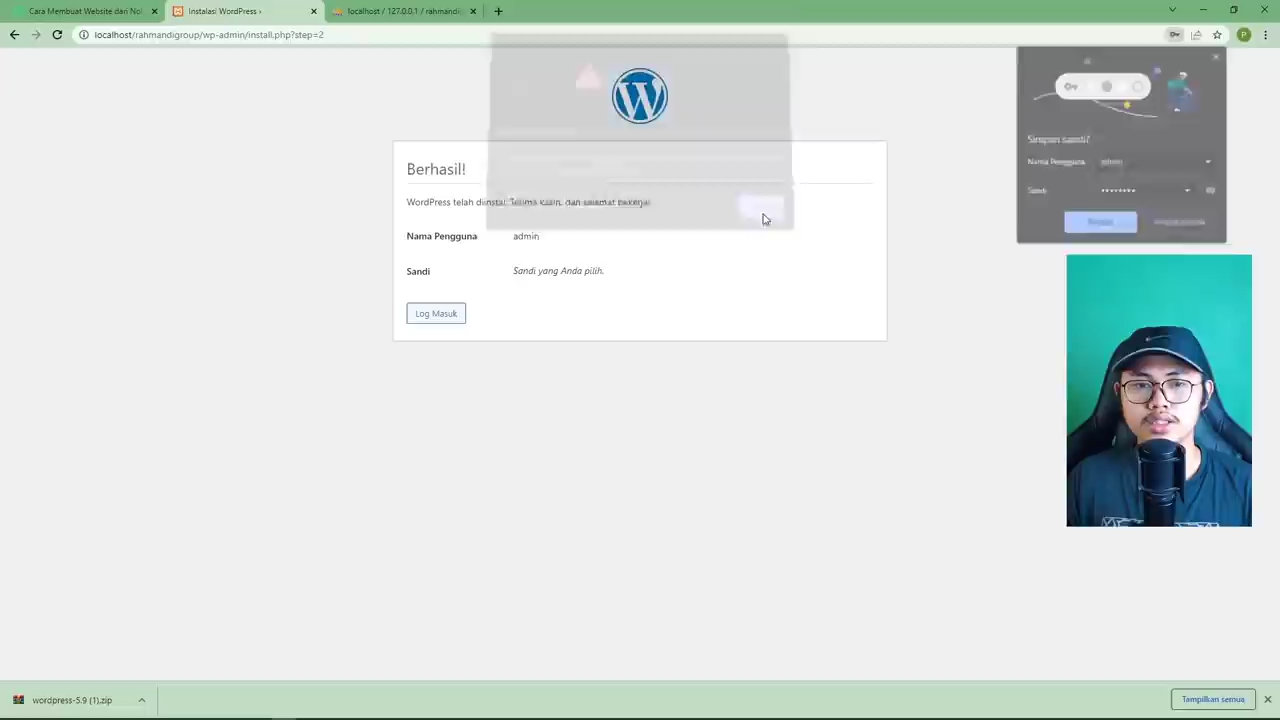 Cara Membuat Website dari Nol
Instalasi WordPress ›
localhost / 127.0.0.1 / rahmandig
localhost/rahmandigroup/wp-admin/install.php?step=2
P
Simpan sandi?
Nama Pengguna admin
Sandi ••••••••
Berhasil!
WordPress telah diinstal. Terima kasih, dan selamat bekerja!
Nama Pengguna admin
Sandi Sandi yang Anda pilih.
Log Masuk
wordpress-5.9 (1).zip
Tampilkan semua